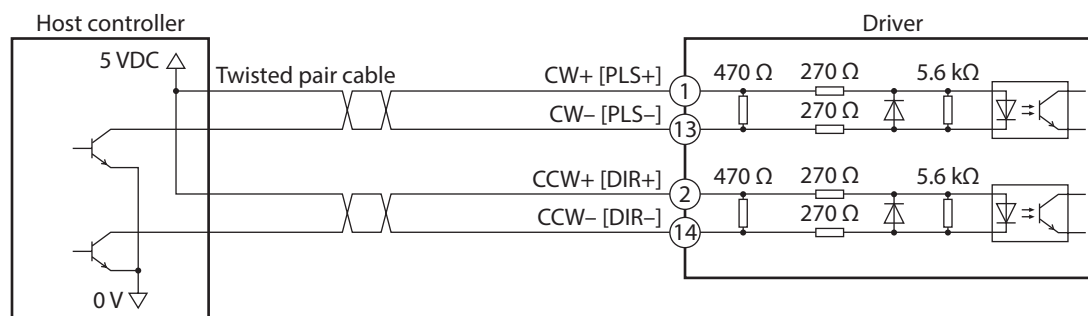 Host controller
Driver
5 VDC
Twisted pair cable
CW+ [PLS+]
1
470 Ω
270 Ω
5.6 kΩ
CW– [PLS–]
13
270 Ω
CCW+ [DIR+]
2
470 Ω
270 Ω
5.6 kΩ
CCW– [DIR–]
14
270 Ω
0 V